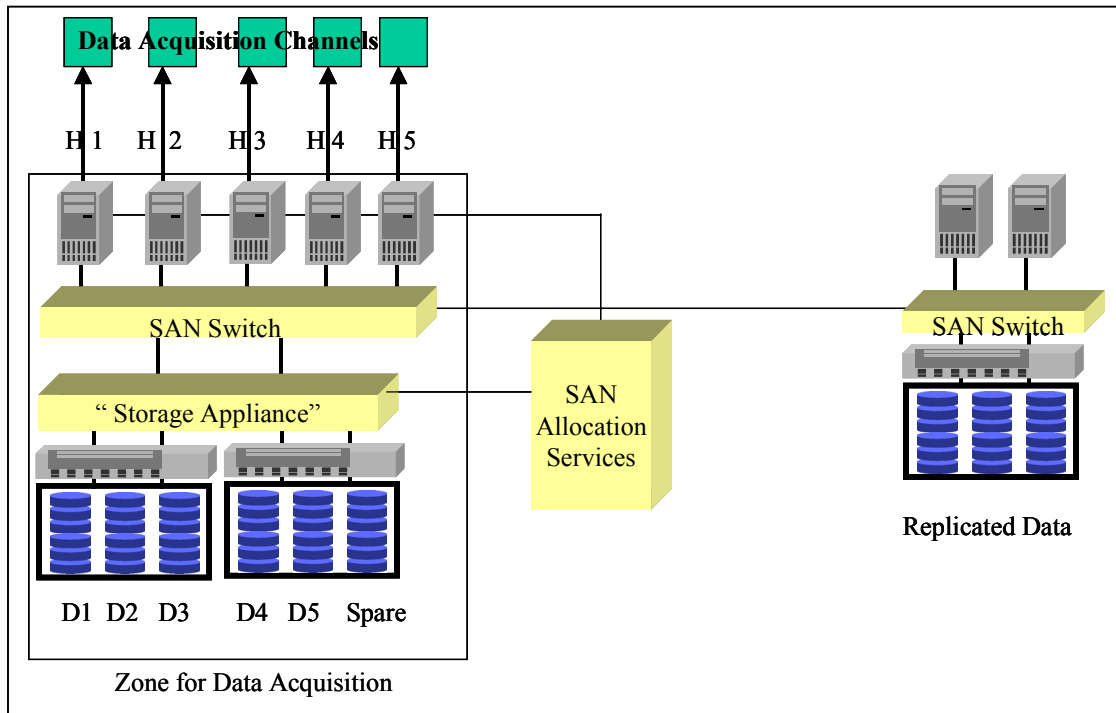 Data Acquisition Channels
H 1 H 2 H 3 H 4 H 5
SAN Switch
SAN Switch
“ Storage Appliance”
SAN
Allocation
Services
D1 D2 D3 D4 D5 Spare
Replicated Data
Zone for Data Acquisition